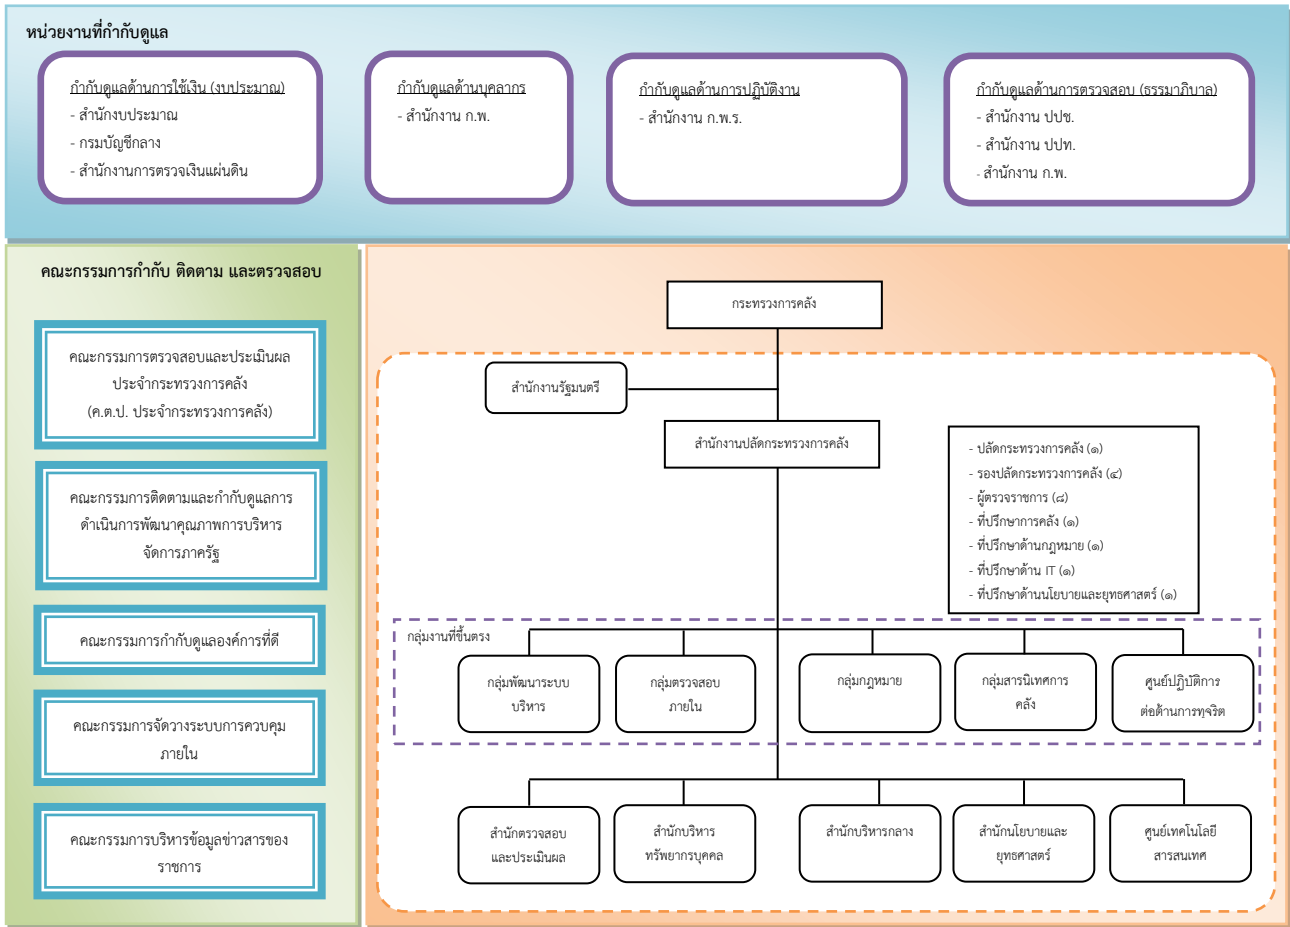 หน่วยงานที่กำกับดูแล
กำกับดูแลด้านการใช้เงิน (งบประมาณ)
- สำนักงบประมาณ
- กรมบัญชีกลาง
- สำนักงานการตรวจเงินแผ่นดิน
กำกับดูแลด้านบุคลากร
- สำนักงาน ก.พ.
กำกับดูแลด้านการปฏิบัติงาน
- สำนักงาน ก.พ.ร.
กำกับดูแลด้านการตรวจสอบ (ธรรมาภิบาล)
- สำนักงาน ปปช.
- สำนักงาน ปปท.
- สำนักงาน ก.พ.
คณะกรรมการกำกับ ติดตาม และตรวจสอบ
คณะกรรมการตรวจสอบและประเมินผล
ประจำกระทรวงการคลัง
(ค.ต.ป. ประจำกระทรวงการคลัง)
คณะกรรมการติดตามและกำกับดูแลการ
ดำเนินการพัฒนาคุณภาพการบริหาร
จัดการภาครัฐ
คณะกรรมการกำกับดูแลองค์การที่ดี
คณะกรรมการจัดวางระบบการควบคุม
ภายใน
คณะกรรมการบริหารข้อมูลข่าวสารของ
ราชการ
กระทรวงการคลัง
สำนักงานรัฐมนตรี
สำนักงานปลัดกระทรวงการคลัง
- ปลัดกระทรวงการคลัง (๑)
- รองปลัดกระทรวงการคลัง (๔)
- ผู้ตรวจราชการ (๘)
- ที่ปรึกษาการคลัง (๑)
- ที่ปรึกษาด้านกฎหมาย (๑)
- ที่ปรึกษาด้าน IT (๑)
- ที่ปรึกษาด้านนโยบายและยุทธศาสตร์ (๑)
กลุ่มงานที่ขึ้นตรง
กลุ่มพัฒนาระบบ
บริหาร
กลุ่มตรวจสอบ
ภายใน
กลุ่มกฎหมาย
กลุ่มสารนิเทศการ
คลัง
ศูนย์ปฏิบัติการ
ต่อต้านการทุจริต
สำนักตรวจสอบ
และประเมินผล
สำนักบริหาร
ทรัพยากรบุคคล
สำนักบริหารกลาง
สำนักนโยบายและ
ยุทธศาสตร์
ศูนย์เทคโนโลยี
สารสนเทศ